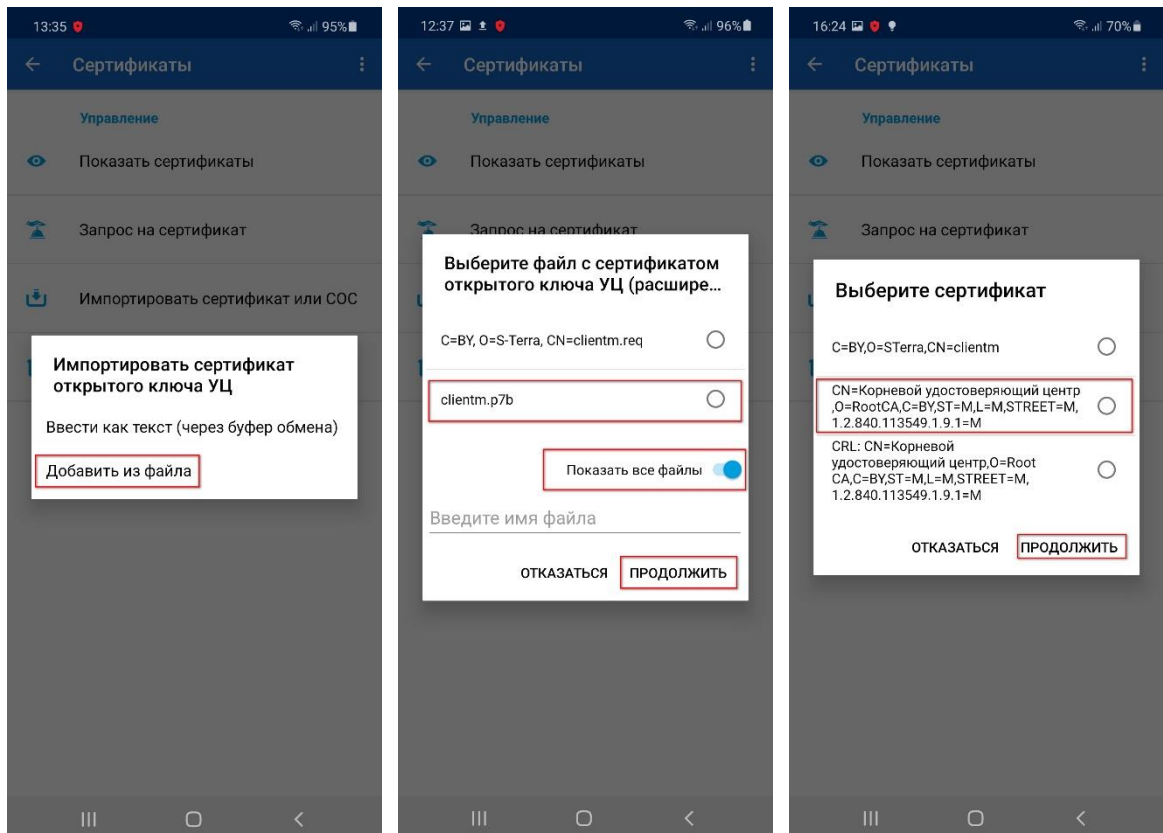 13:35
95%
Сертификаты
Управление
Показать сертификаты
Запрос на сертификат
Импортировать сертификат или СОС
Импортировать сертификат
открытого ключа УЦ
Ввести как текст (через буфер обмена)
Добавить из файла
12:37
96%
Сертификаты
Управление
Показать сертификаты
Запрос на сертификат
Выберите файл с сертификатом
открытого ключа УЦ (расшире...
C=BY, O=S-Terra, CN=clientm.req
clientm.p7b
Показать все файлы
Введите имя файла
ОТКАЗАТЬСЯ ПРОДОЛЖИТЬ
16:24
70%
Сертификаты
Управление
Показать сертификаты
Запрос на сертификат
Выберите сертификат
C=BY,O=STerra,CN=clientm
CN=Корневой удостоверяющий центр
,O=RootCA,C=BY,ST=M,L=M,STREET=M,
1.2.840.113549.1.9.1=M
CRL: CN=Корневой
удостоверяющий центр,O=Root
CA,C=BY,ST=M,L=M,STREET=M,
1.2.840.113549.1.9.1=M
ОТКАЗАТЬСЯ ПРОДОЛЖИТЬ